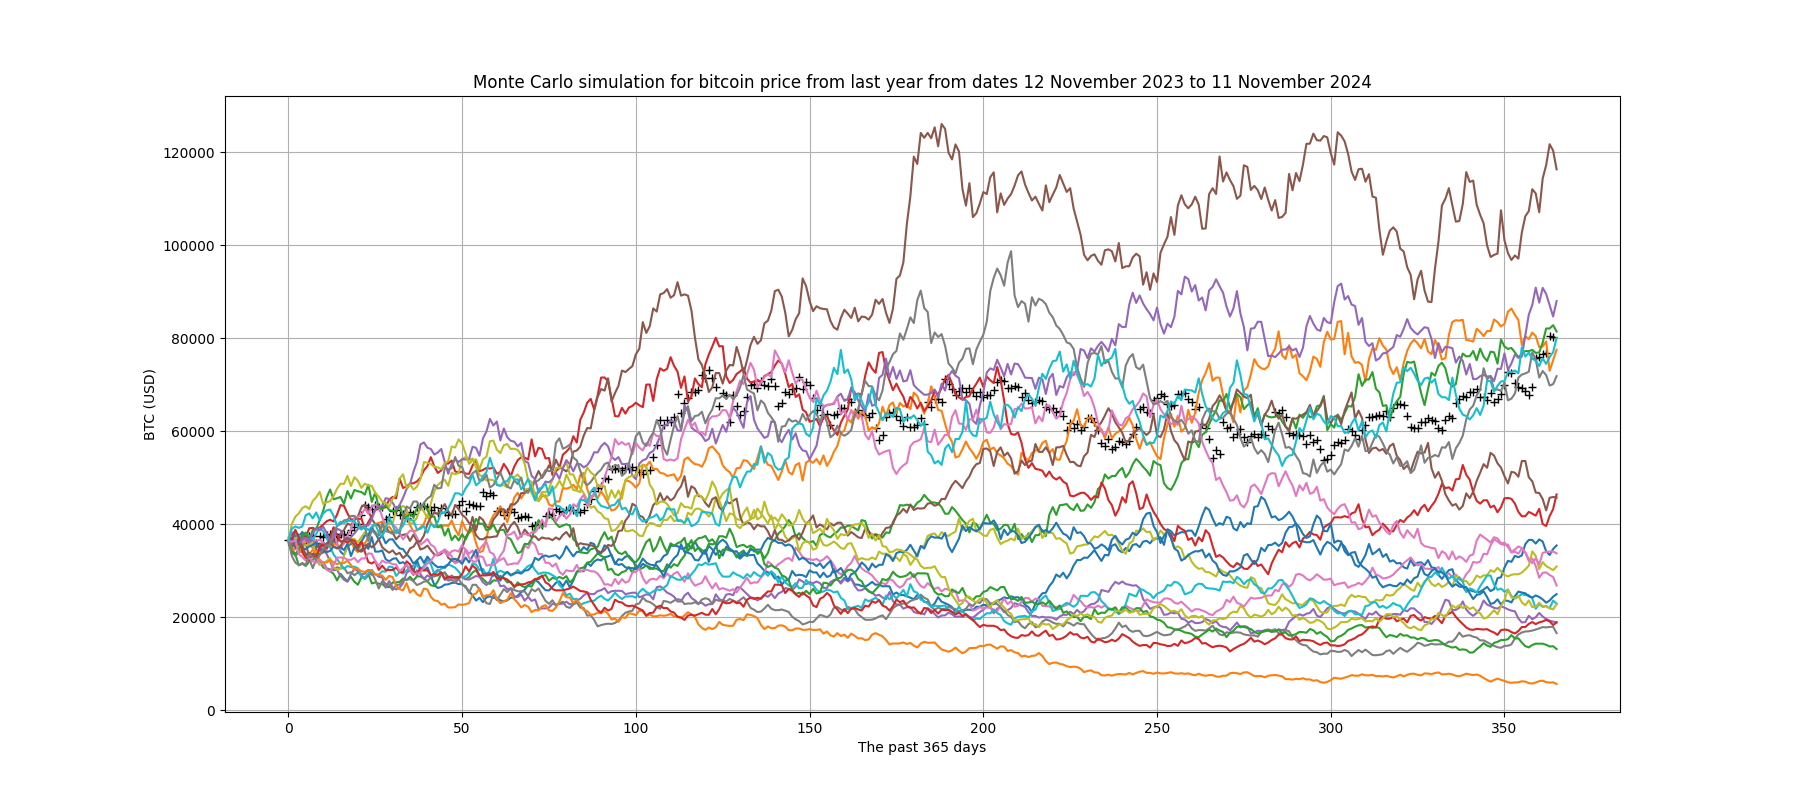 Monte Carlo simulation for bitcoin price from last year from dates 12 November 2023 to 11 November 2024
120000
100000
80000
60000
40000
20000
0
BTC (USD)
0 50 100 150 200 250 300 350
The past 365 days